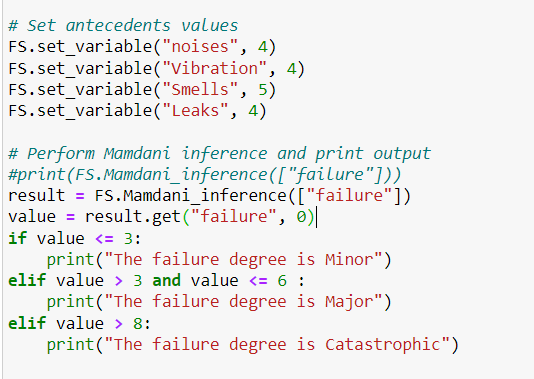 # Set antecedents values
FS.set_variable("noises", 4)
FS.set_variable("Vibration", 4)
FS.set_variable("Smells", 5)
FS.set_variable("Leaks", 4)
# Perform Mamdani inference and print output
#print(FS.Mamdani_inference(["failure"]))
result = FS.Mamdani_inference(["failure"])
value = result.get("failure", 0)
if value <= 3:
    print("The failure degree is Minor")
elif value > 3 and value <= 6 :
    print("The failure degree is Major")
elif value > 8:
    print("The failure degree is Catastrophic")